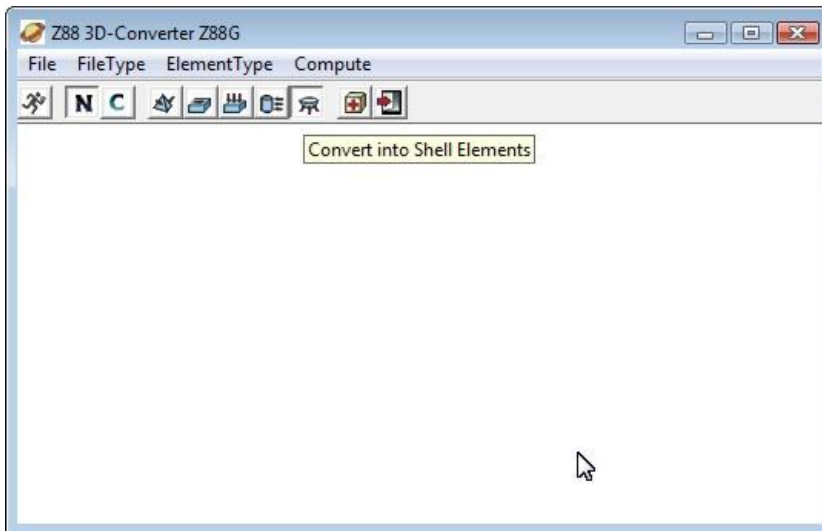 Z88 3D-Converter Z88G
File FileType ElementType Compute
N C
Convert into Shell Elements